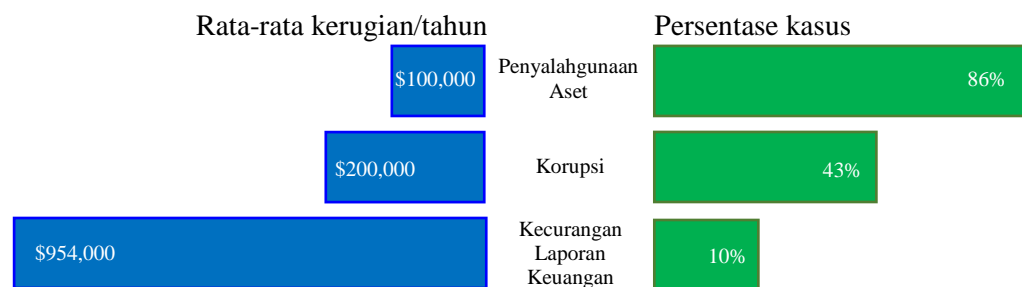 Rata-rata kerugian/tahun
Persentase kasus
$100,000
Penyalahgunaan
Aset
86%
$200,000
Korupsi
43%
$954,000
Kecurangan
Laporan
Keuangan
10%